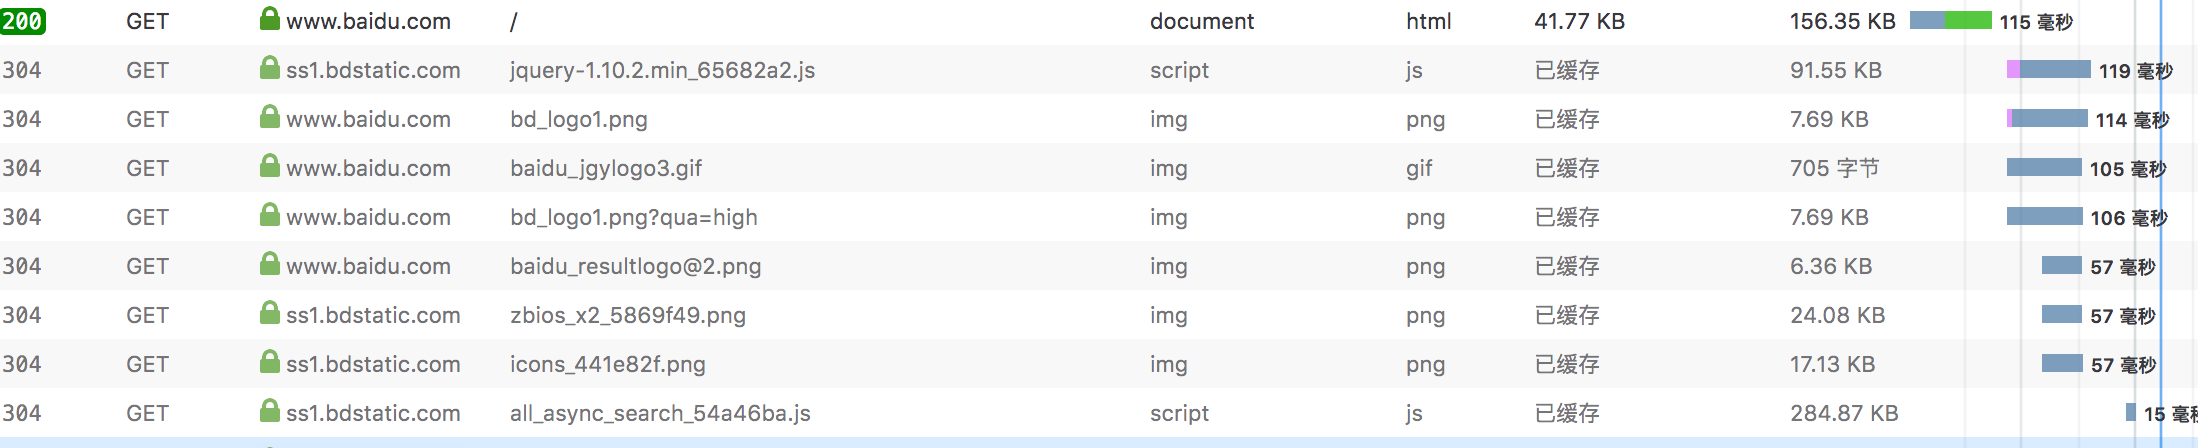 200 GET www.baidu.com / document html 41.77 KB 156.35 KB 115 毫秒
304 GET ss1.bdstatic.com jquery-1.10.2.min_65682a2.js script js 已缓存 91.55 KB 119 毫秒
304 GET www.baidu.com bd_logo1.png img png 已缓存 7.69 KB 114 毫秒
304 GET www.baidu.com baidu_jgylogo3.gif img gif 已缓存 705 字节 105 毫秒
304 GET www.baidu.com bd_logo1.png?qua=high img png 已缓存 7.69 KB 106 毫秒
304 GET www.baidu.com baidu_resultlogo@2.png img png 已缓存 6.36 KB 57 毫秒
304 GET ss1.bdstatic.com zbios_x2_5869f49.png img png 已缓存 24.08 KB 57 毫秒
304 GET ss1.bdstatic.com icons_441e82f.png img png 已缓存 17.13 KB 57 毫秒
304 GET ss1.bdstatic.com all_async_search_54a46ba.js script js 已缓存 284.87 KB 15 毫秒